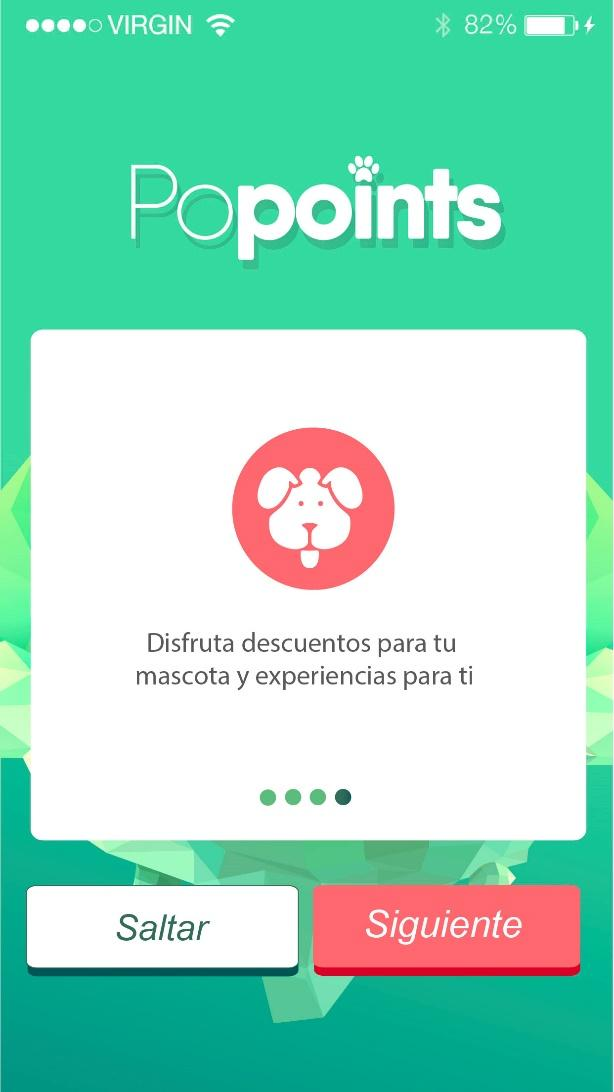 VIRGIN 82%
Popoints
Disfruta descuentos para tu
mascota y experiencias para ti
Saltar Siguiente